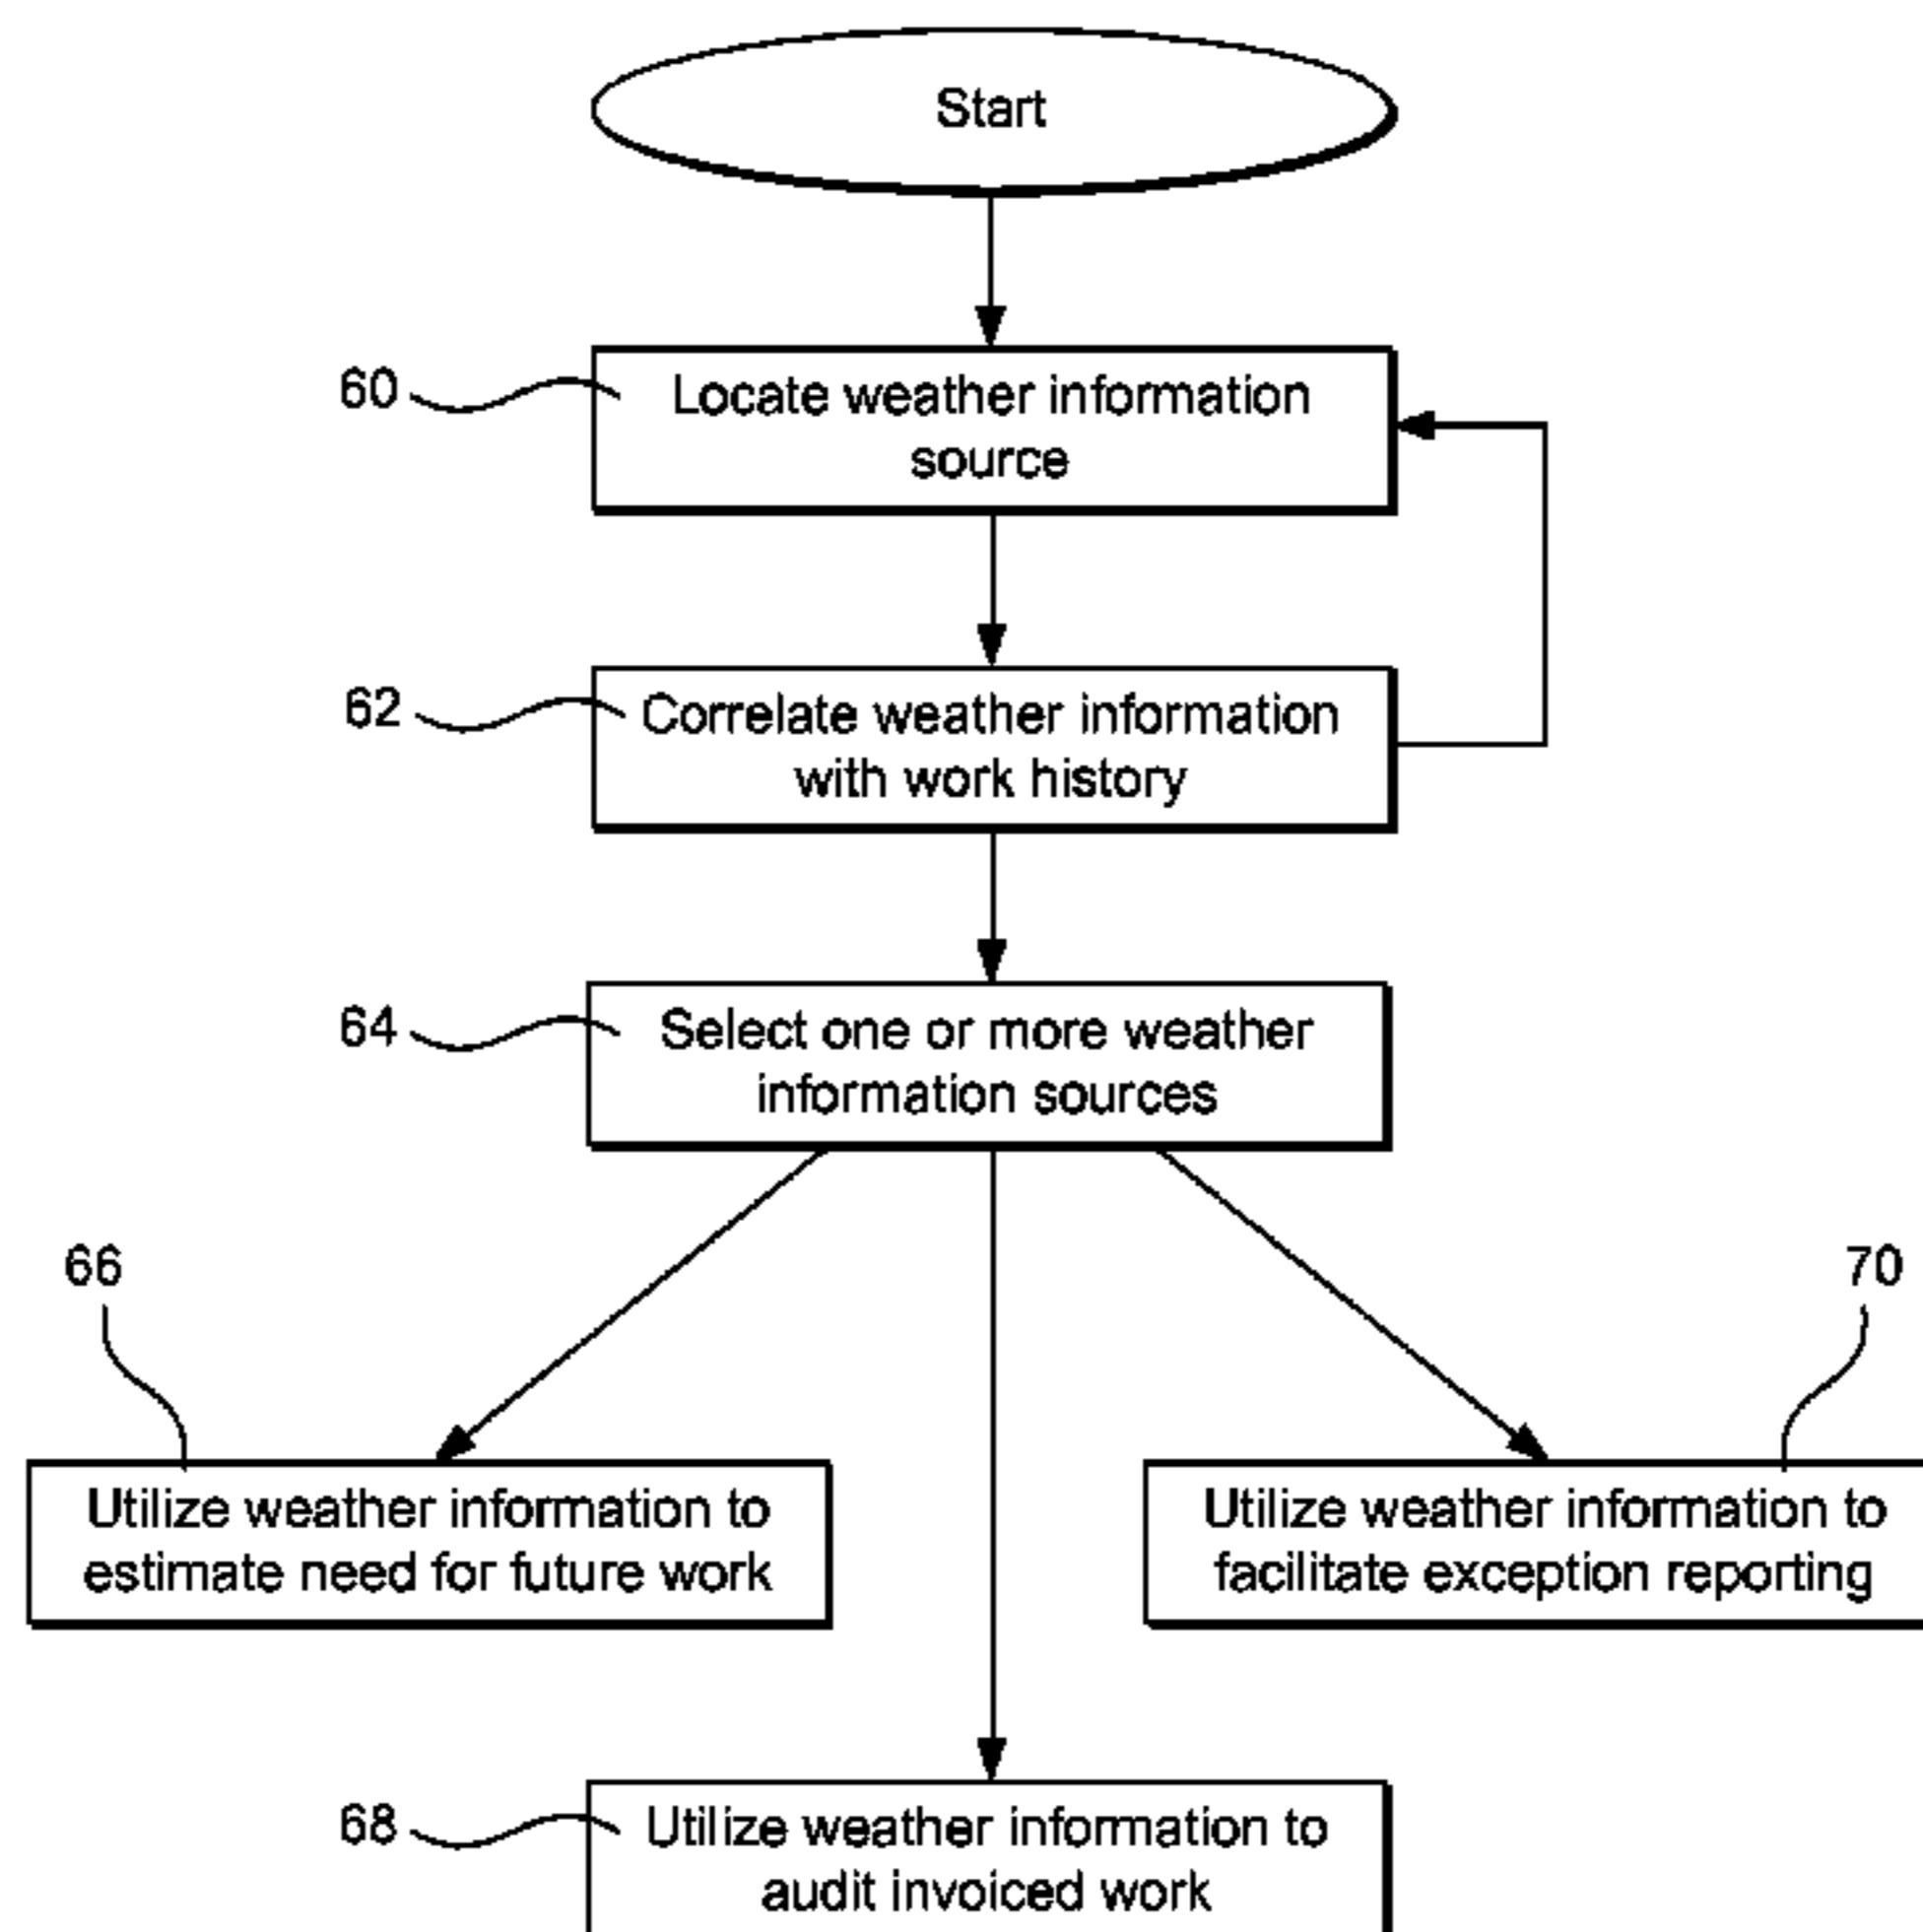 Start
60
Locate weather information
source
62
Correlate weather information
with work history
64
Select one or more weather
information sources
66
70
Utilize weather information to
estimate need for future work
Utilize weather information to
facilitate exception reporting
68
Utilize weather information to
audit invoiced work